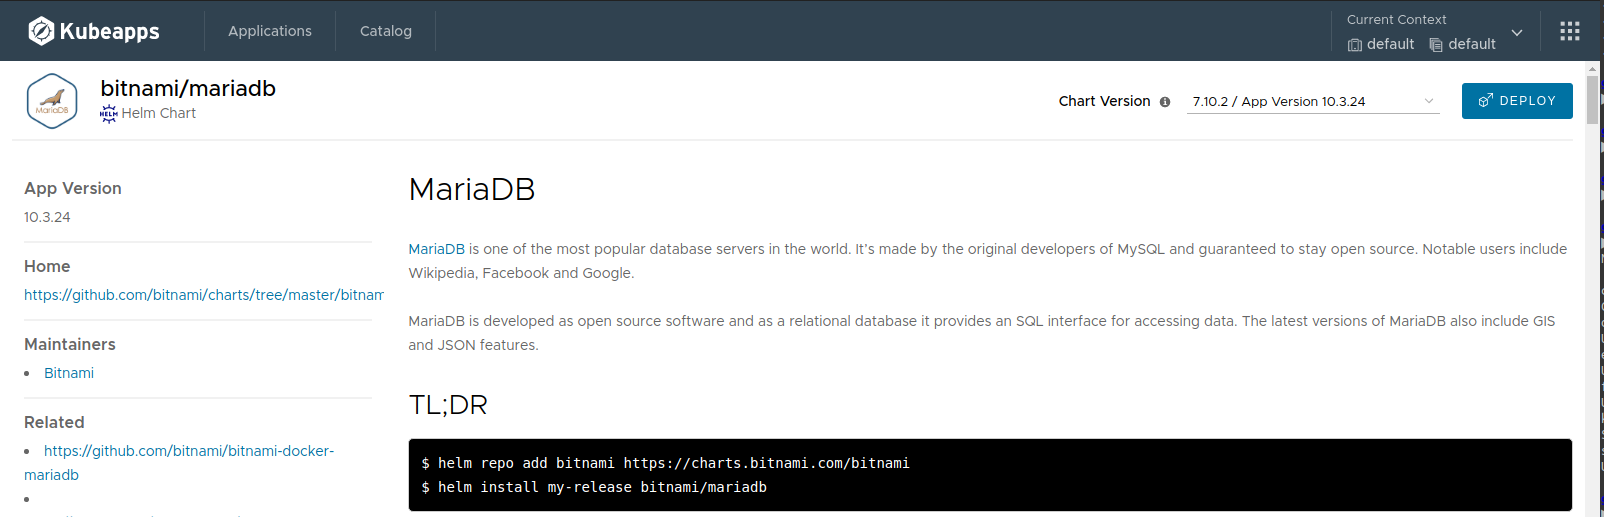 Kubeapps
Applications
Catalog
Current Context
default default
MariaDB
bitnami/mariadb
HELM Helm Chart
Chart Version
7.10.2 / App Version 10.3.24
DEPLOY
App Version
10.3.24
Home
https://github.com/bitnami/charts/tree/master/bitnam
Maintainers
• Bitnami
Related
• https://github.com/bitnami/bitnami-docker-
mariadb
•
MariaDB
MariaDB is one of the most popular database servers in the world. It’s made by the original developers of MySQL and guaranteed to stay open source. Notable users include
Wikipedia, Facebook and Google.
MariaDB is developed as open source software and as a relational database it provides an SQL interface for accessing data. The latest versions of MariaDB also include GIS
and JSON features.
TL;DR
$ helm repo add bitnami https://charts.bitnami.com/bitnami
$ helm install my-release bitnami/mariadb